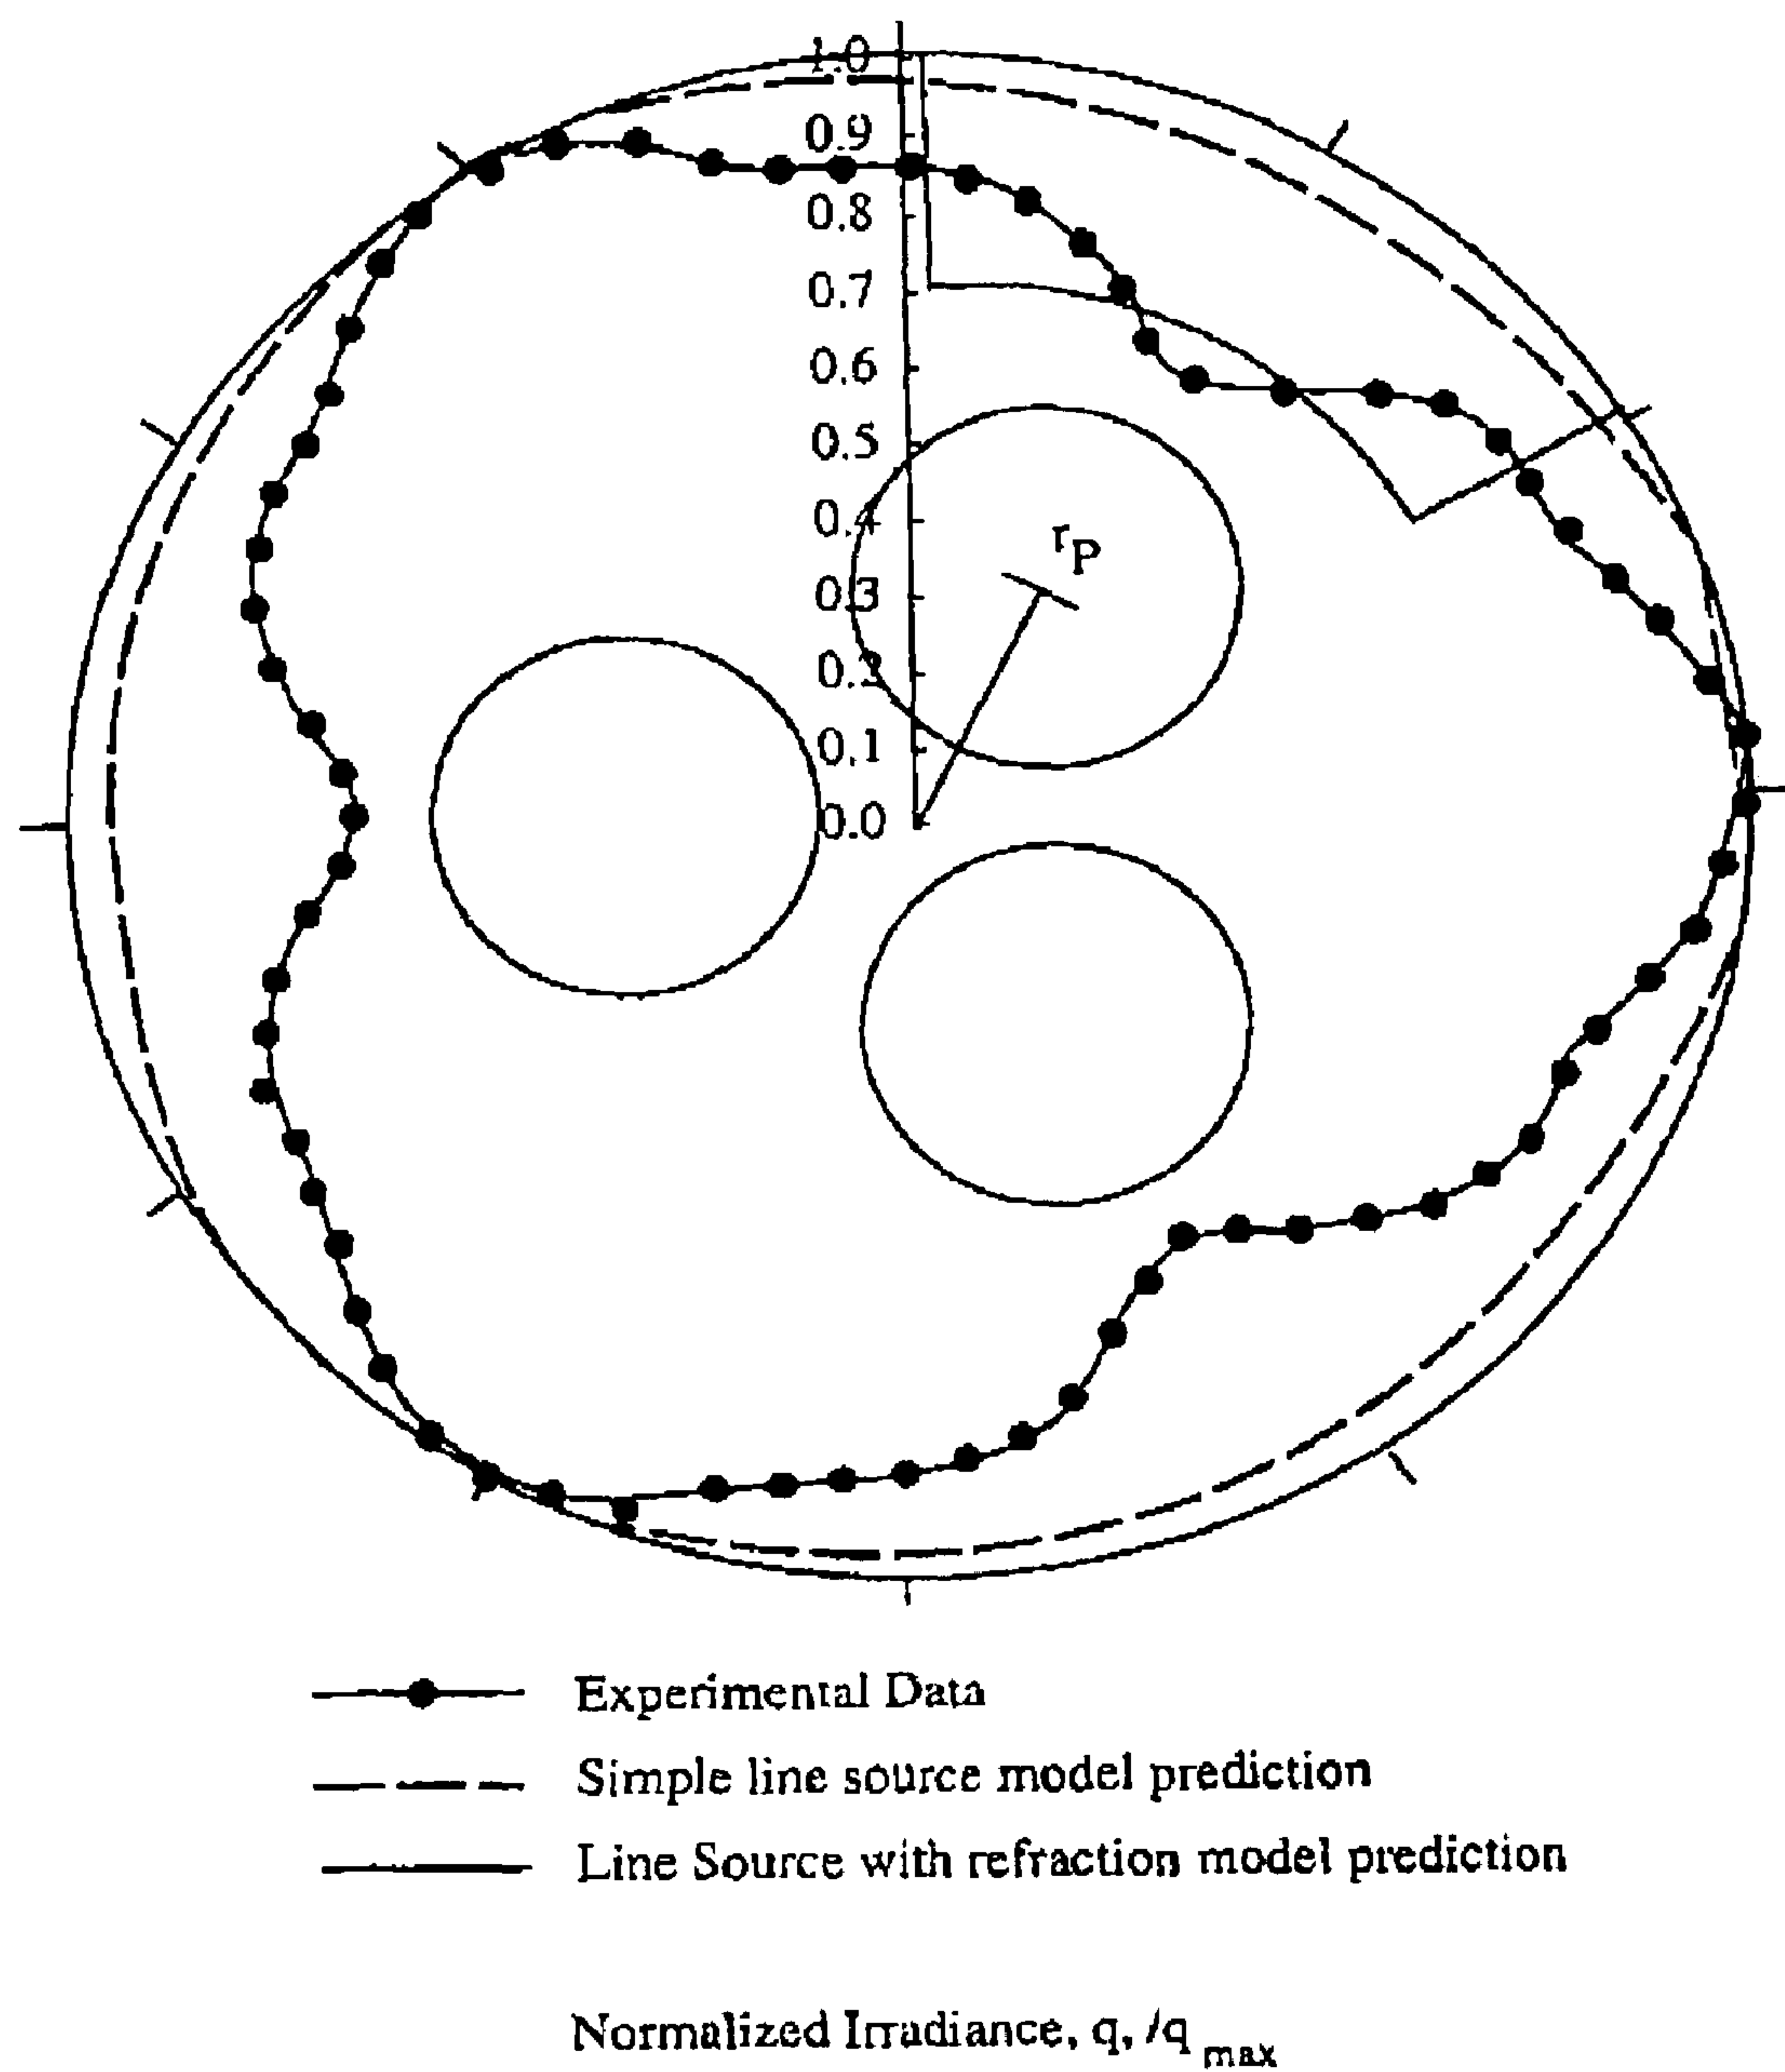 1.0
0.9
0.8
0.7
0.6
0.5
0.4
0.3
0.2
0.1
0.0
rP
Experimental Data
Simple line source model prediction
Line Source with refraction model prediction
Normalized Irradiance, q, /q max